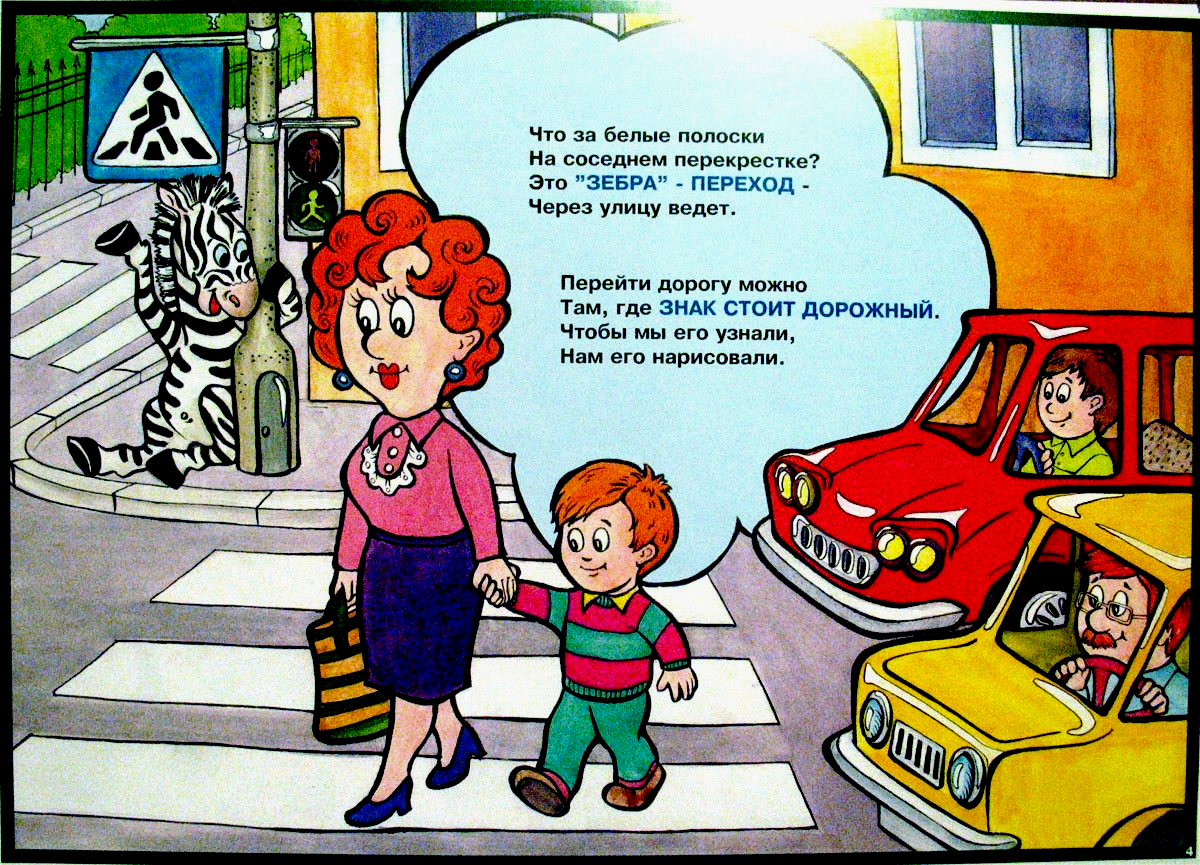 Что за белые полоски
На соседнем перекрестке?
Это ”ЗЕБРА” - ПЕРЕХОД -
Через улицу ведет.
Перейти дорогу можно
Там, где ЗНАК СТОИТ ДОРОЖНЫЙ.
Чтобы мы его узнали,
Нам его нарисовали.
4